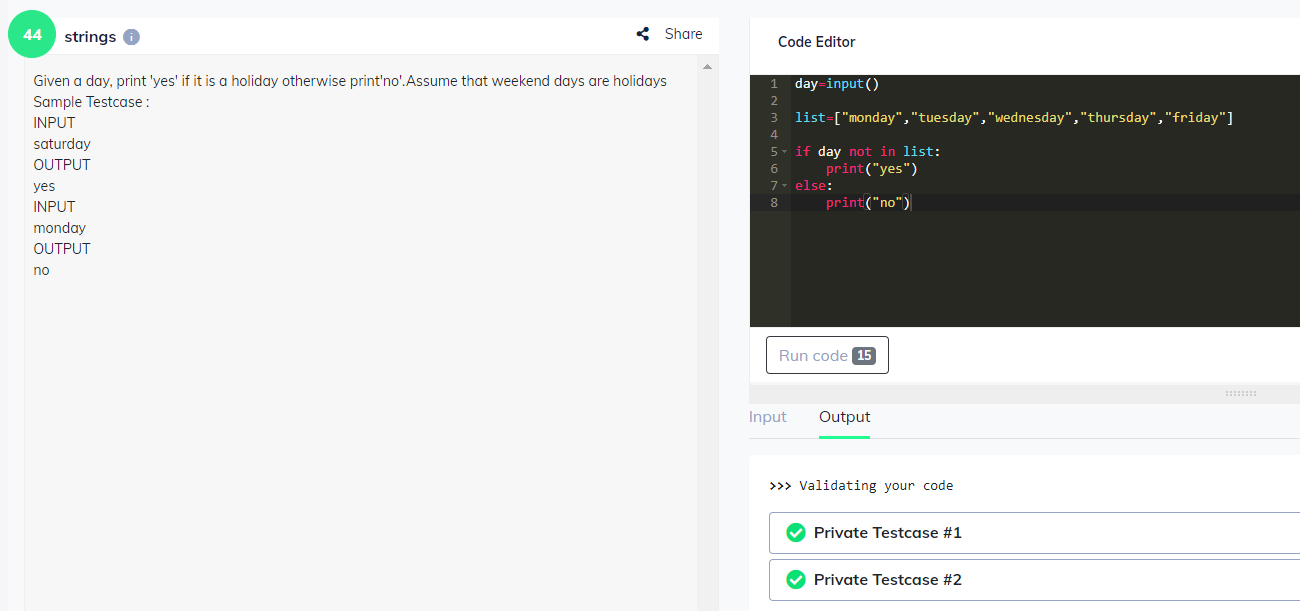 44
strings i
Share
Given a day, print 'yes' if it is a holiday otherwise print'no'.Assume that weekend days are holidays
Sample Testcase :
INPUT
saturday
OUTPUT
yes
INPUT
monday
OUTPUT
no
Code Editor
1 day=input()
2
3 list=["monday","tuesday","wednesday","thursday","friday"]
4
5 if day not in list:
6 print("yes")
7 else:
8 print("no")
Run code 15
Input Output
>>> Validating your code
Private Testcase #1
Private Testcase #2